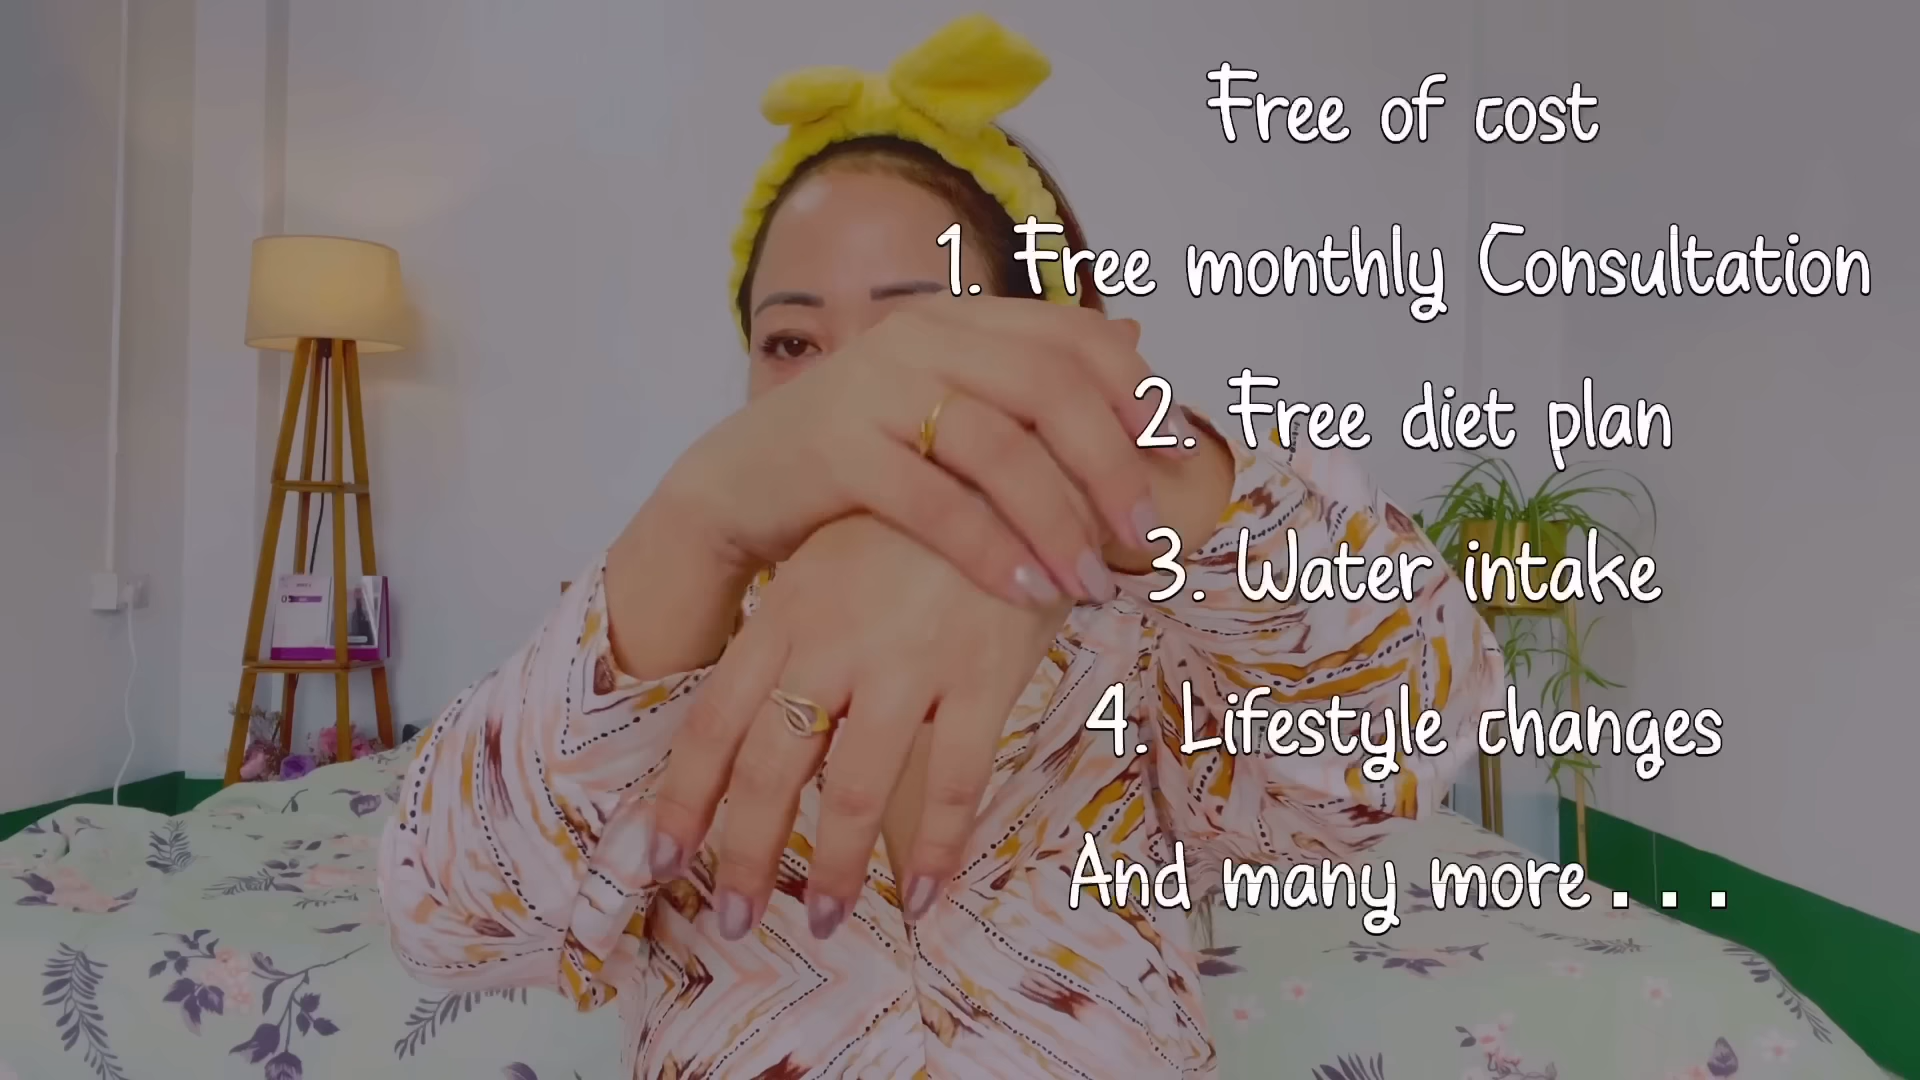 Free of cost
1. Free monthly Consultation
2. Free diet plan
3. Water intake
4. Lifestyle changes
And many more...